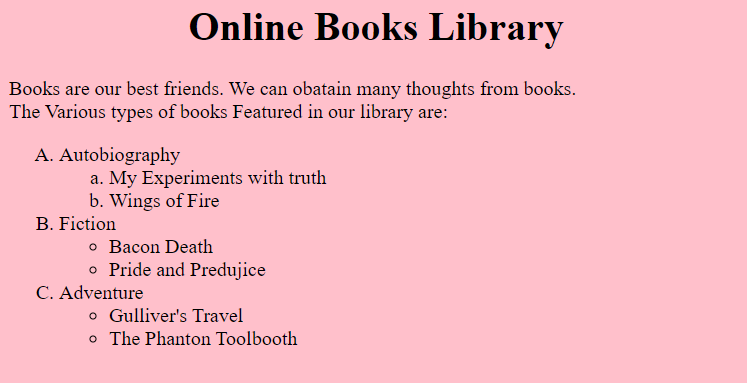 Online Books Library
Books are our best friends. We can obatain many thoughts from books.
The Various types of books Featured in our library are:
A. Autobiography
a. My Experiments with truth
b. Wings of Fire
B. Fiction
◦ Bacon Death
◦ Pride and Predujice
C. Adventure
◦ Gulliver's Travel
◦ The Phanton Toolbooth